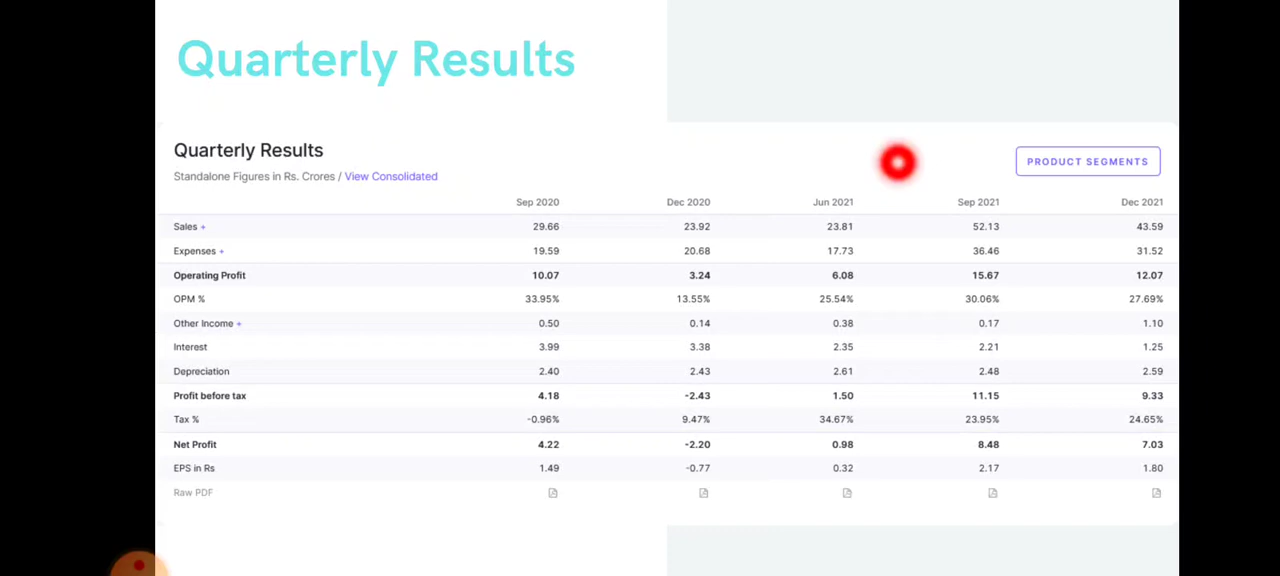 Quarterly Results
Quarterly Results
PRODUCT SEGMENTS
Standalone Figures in Rs. Crores / View Consolidated
Sep 2020 Dec 2020 Jun 2021 Sep 2021 Dec 2021
Sales + 29.66 23.92 23.81 52.13 43.59
Expenses + 19.59 20.68 17.73 36.46 31.52
Operating Profit 10.07 3.24 6.08 15.67 12.07
OPM % 33.95% 13.55% 25.54% 30.06% 27.69%
Other Income + 0.50 0.14 0.38 0.17 1.10
Interest 3.99 3.38 2.35 2.21 1.25
Depreciation 2.40 2.43 2.61 2.48 2.59
Profit before tax 4.18 -2.43 1.50 11.15 9.33
Tax % -0.96% 9.47% 34.67% 23.95% 24.65%
Net Profit 4.22 -2.20 0.98 8.48 7.03
EPS in Rs 1.49 -0.77 0.32 2.17 1.80
Raw PDF